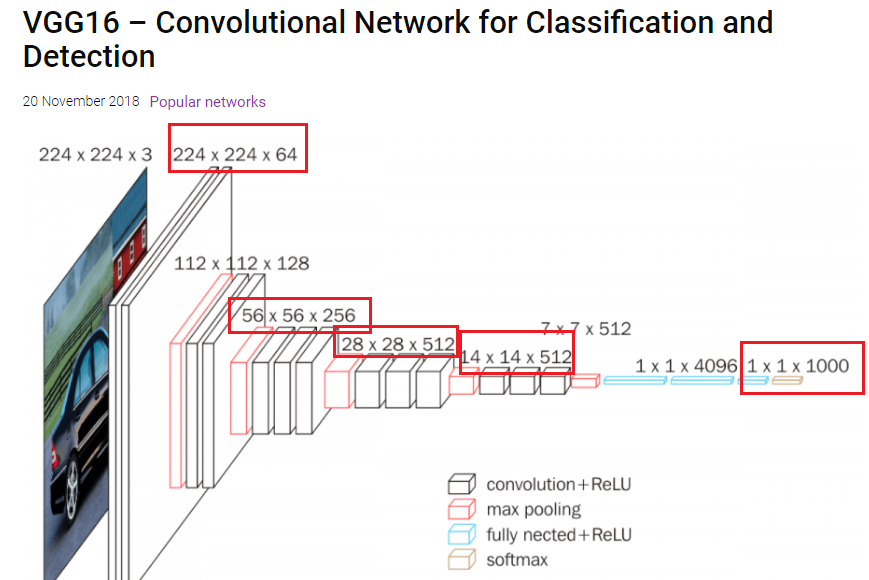 VGG16 – Convolutional Network for Classification and
Detection
20 November 2018 Popular networks
224 x 224 x 3 224 x 224 x 64
112 x 112 x 128
56 x 56 x 256
7 x 7 x 512
28 x 28 x 512
14 x 14 x 512
1 x 1 x 4096 1 x 1 x 1000
convolution+ReLU
max pooling
fully nected+ReLU
softmax